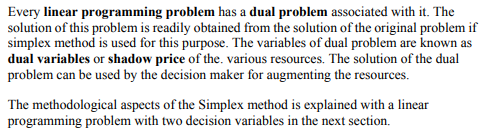 Every linear programming problem has a dual problem associated with it. The
solution of this problem is readily obtained from the solution of the original problem if
simplex method is used for this purpose. The variables of dual problem are known as
dual variables or shadow price of the. various resources. The solution of the dual
problem can be used by the decision maker for augmenting the resources.
The methodological aspects of the Simplex method is explained with a linear
programming problem with two decision variables in the next section.